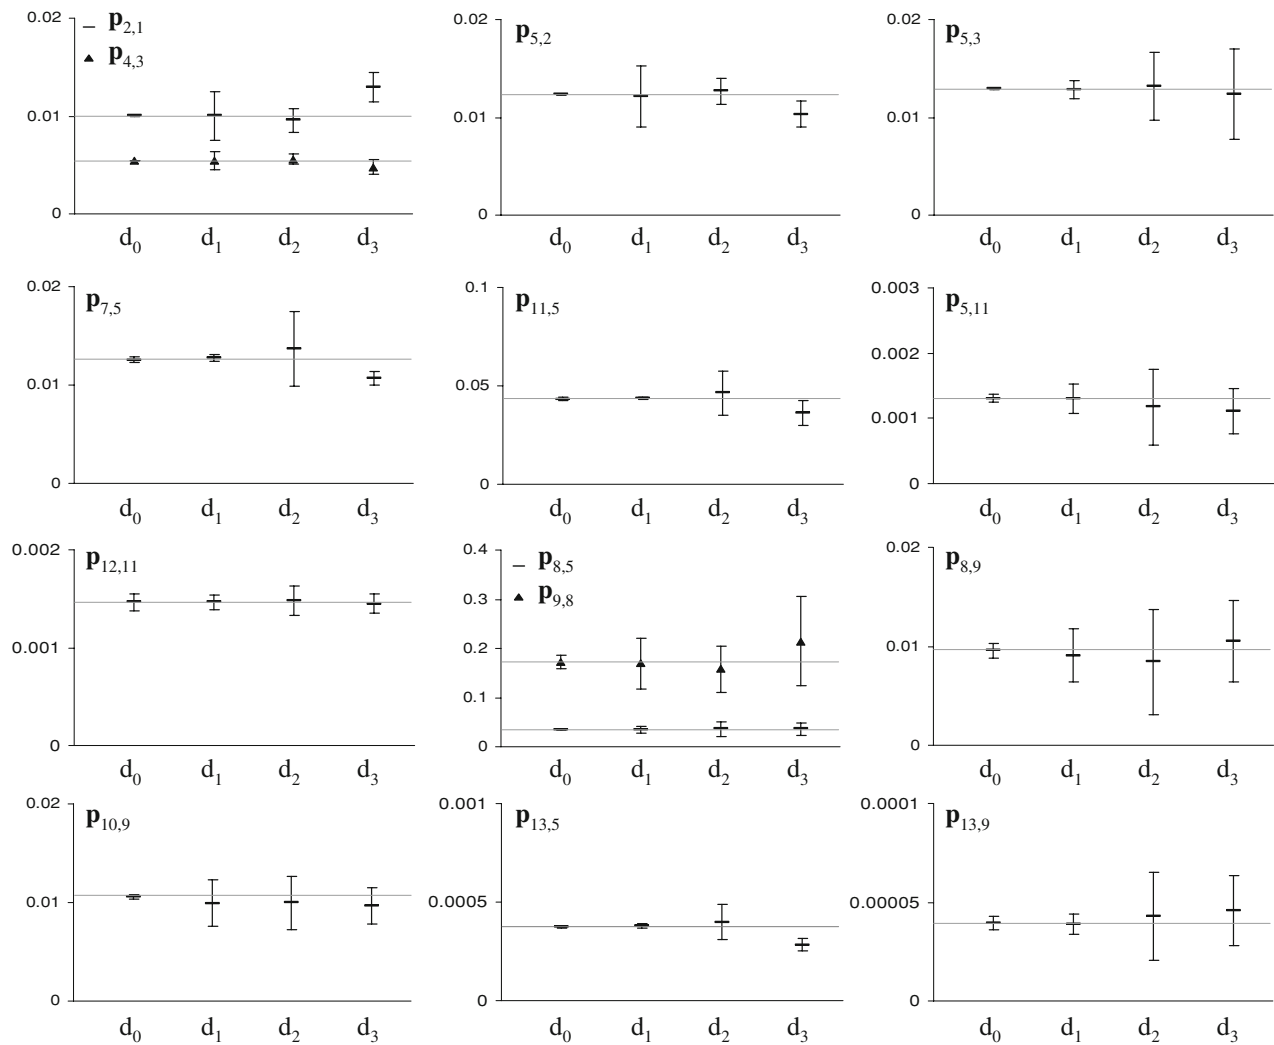 0.02
p2,1
p4,3
0.01
0
d0 d1 d2 d3
0.02
p5,2
0.01
0
d0 d1 d2 d3
0.02
p5,3
0.01
0
d0 d1 d2 d3
0.02
p7,5
0.01
0
d0 d1 d2 d3
0.1
p11,5
0.05
0
d0 d1 d2 d3
0.003
p5,11
0.002
0.001
0
d0 d1 d2 d3
0.002
p12,11
0.001
0
d0 d1 d2 d3
0.4
p8,5
0.3
p9,8
0.2
0.1
0
d0 d1 d2 d3
0.02
p8,9
0.01
0
d0 d1 d2 d3
0.02
p10,9
0.01
0
d0 d1 d2 d3
0.001
p13,5
0.0005
0
d0 d1 d2 d3
0.0001
p13,9
0.00005
0
d0 d1 d2 d3